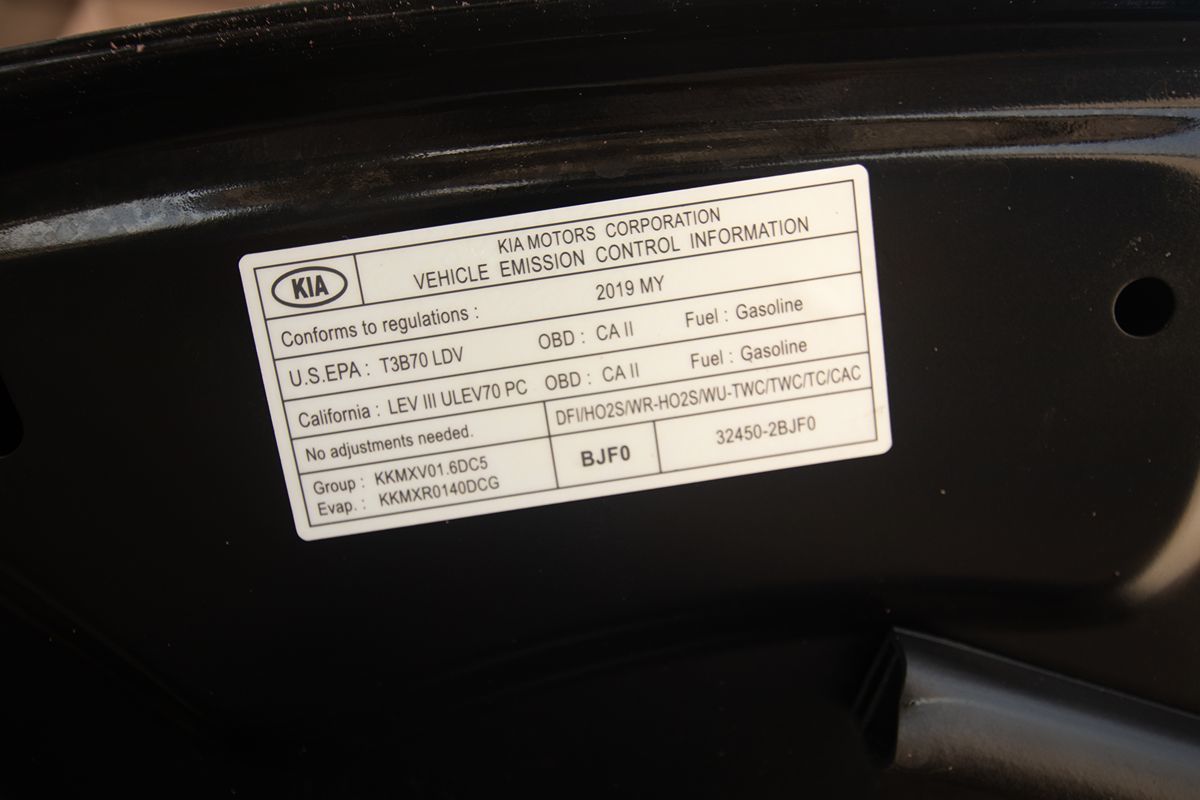 KIA
KIA MOTORS CORPORATION
VEHICLE EMISSION CONTROL INFORMATION
Conforms to regulations : 2019 MY
U.S.EPA : T3B70 LDV OBD : CA II Fuel : Gasoline
California : LEV III ULEV70 PC OBD : CA II Fuel : Gasoline
No adjustments needed. DFI/HO2S/WR-HO2S/WU-TWC/TWC/TC/CAC
Group : KKMXV01.6DC5 BJF0 32450-2BJF0
Evap. : KKMXR0140DCG